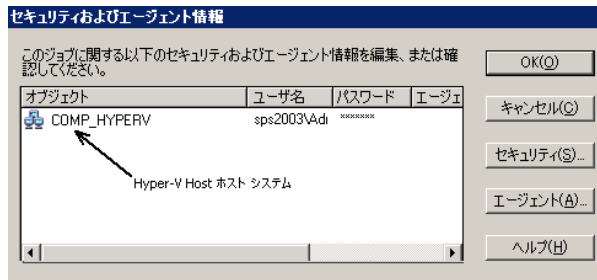 セキュリティおよびエージェント情報
このジョブに関する以下のセキュリティおよびエージェント情報を編集、または確
認してください。
OK(O)
オブジェクト ユーザ名 パスワード エージェ
キャンセル(C)
COMP_HYPERV sps2003\Adı ×××××××
セキュリティ(S)...
Hyper-V Host ホスト システム
エージェント(A)...
ヘルプ(H)